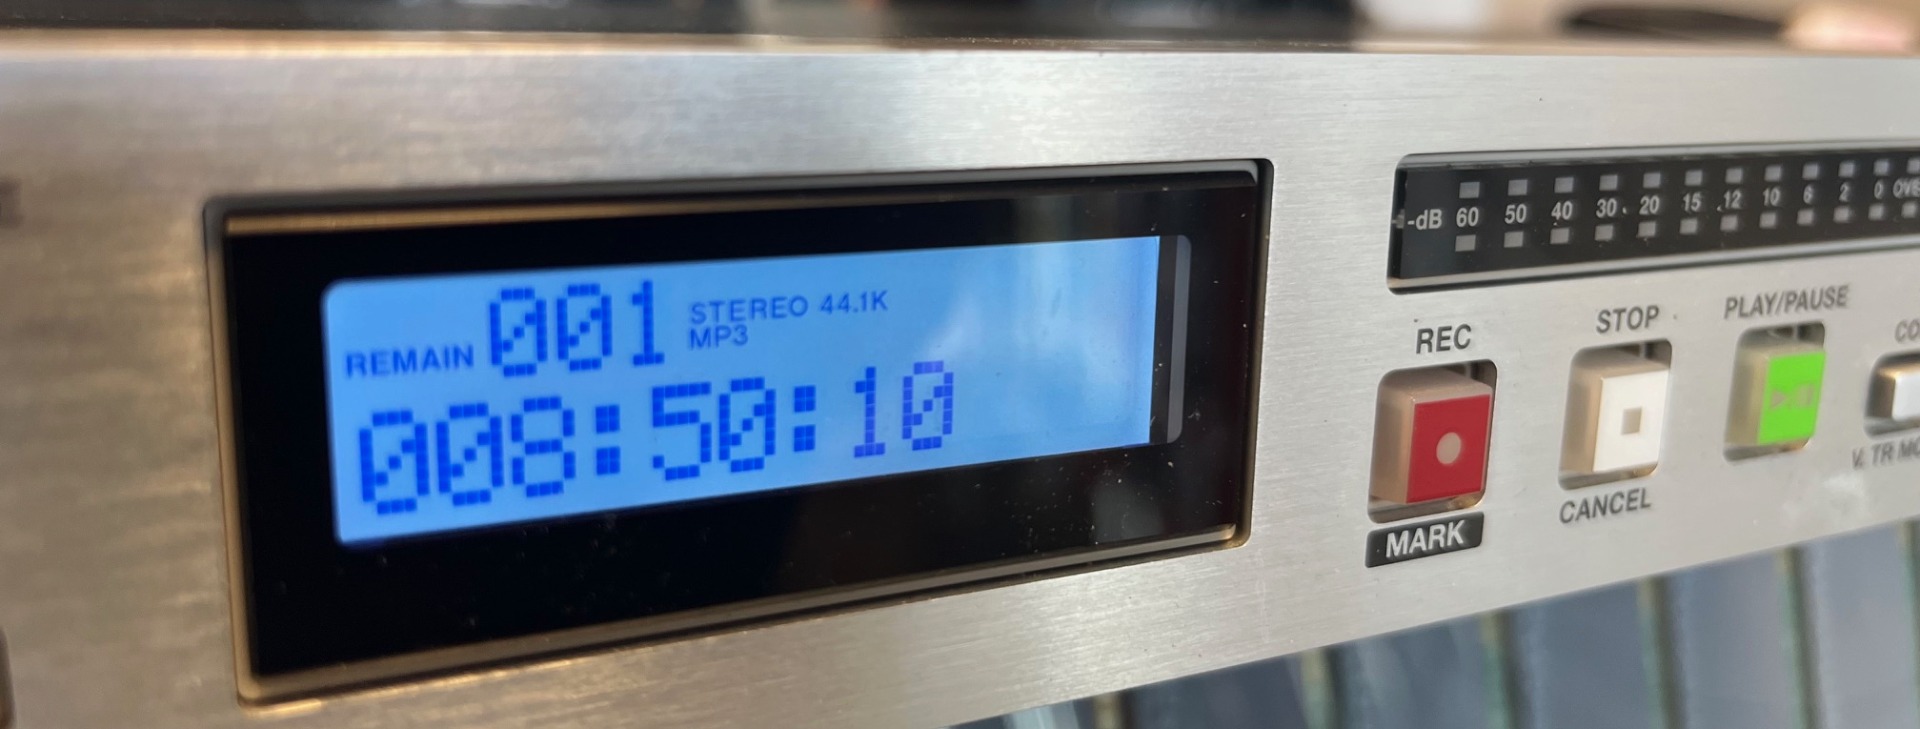 REMAIN 001 STEREO 44.1K
MP3
008:50:10
-dB 60 50 40 30 20 15 12 10 6 2 0
REC
MARK
STOP
CANCEL
PLAY/PAUSE
V. TR